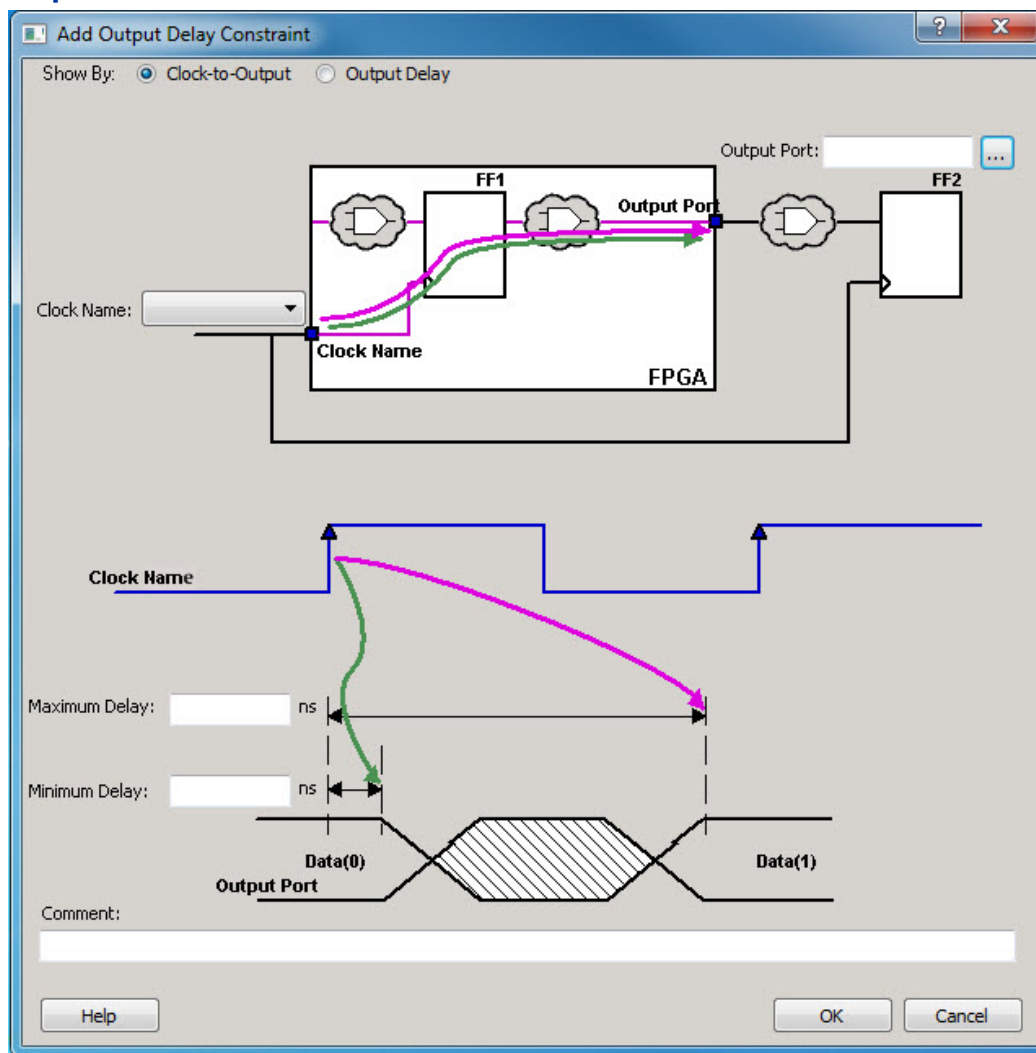 Add Output Delay Constraint
?
X
Show By: Clock-to-Output Output Delay
Output Port:
...
FF1
FF2
Output Port
Clock Name:
Clock Name
FPGA
Clock Name
Maximum Delay: ns
Minimum Delay: ns
Data(0)
Data(1)
Output Port
Comment:
Help
OK
Cancel